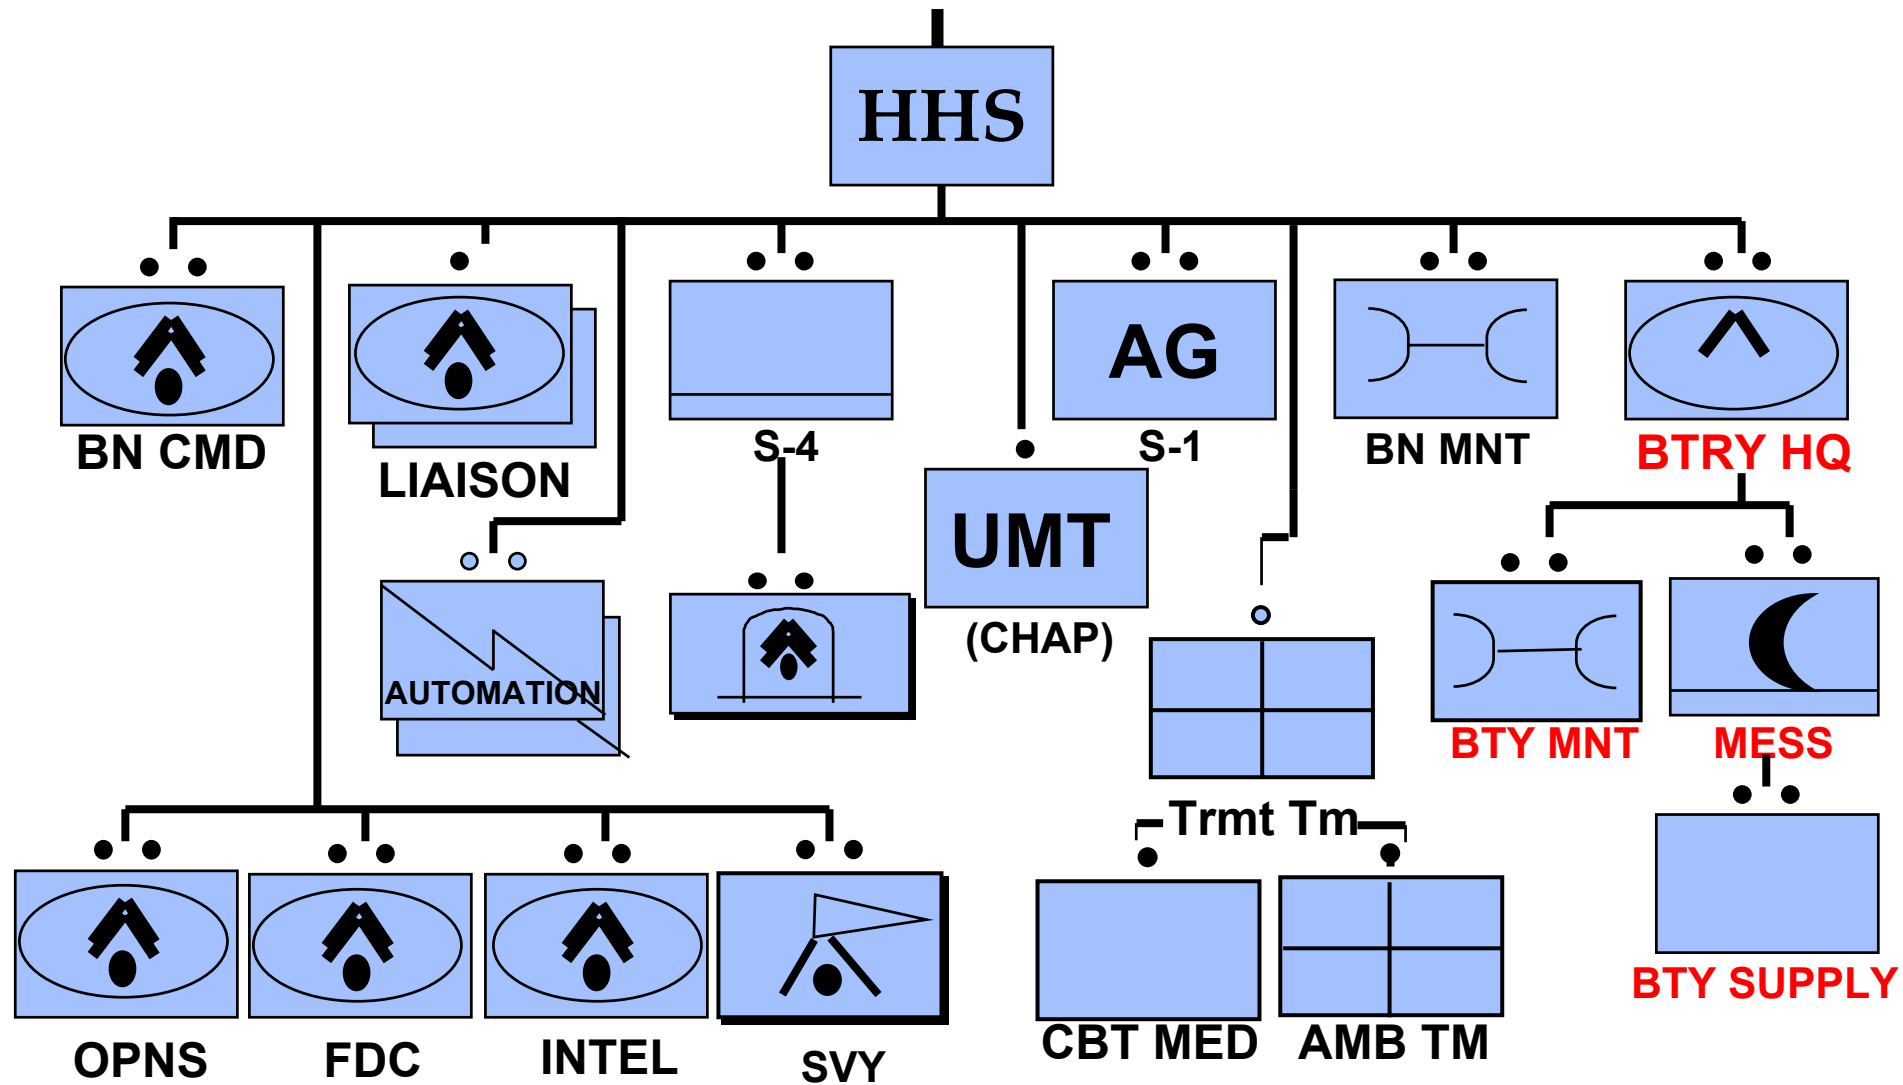 HHS
BN CMD
LIAISON
S-4
AG
S-1
BN MNT
BTRY HQ
AUTOMATION
UMT
(CHAP)
BTY MNT
MESS
Trmt Tm
BTY SUPPLY
OPNS
FDC
INTEL
SVY
CBT MED
AMB TM